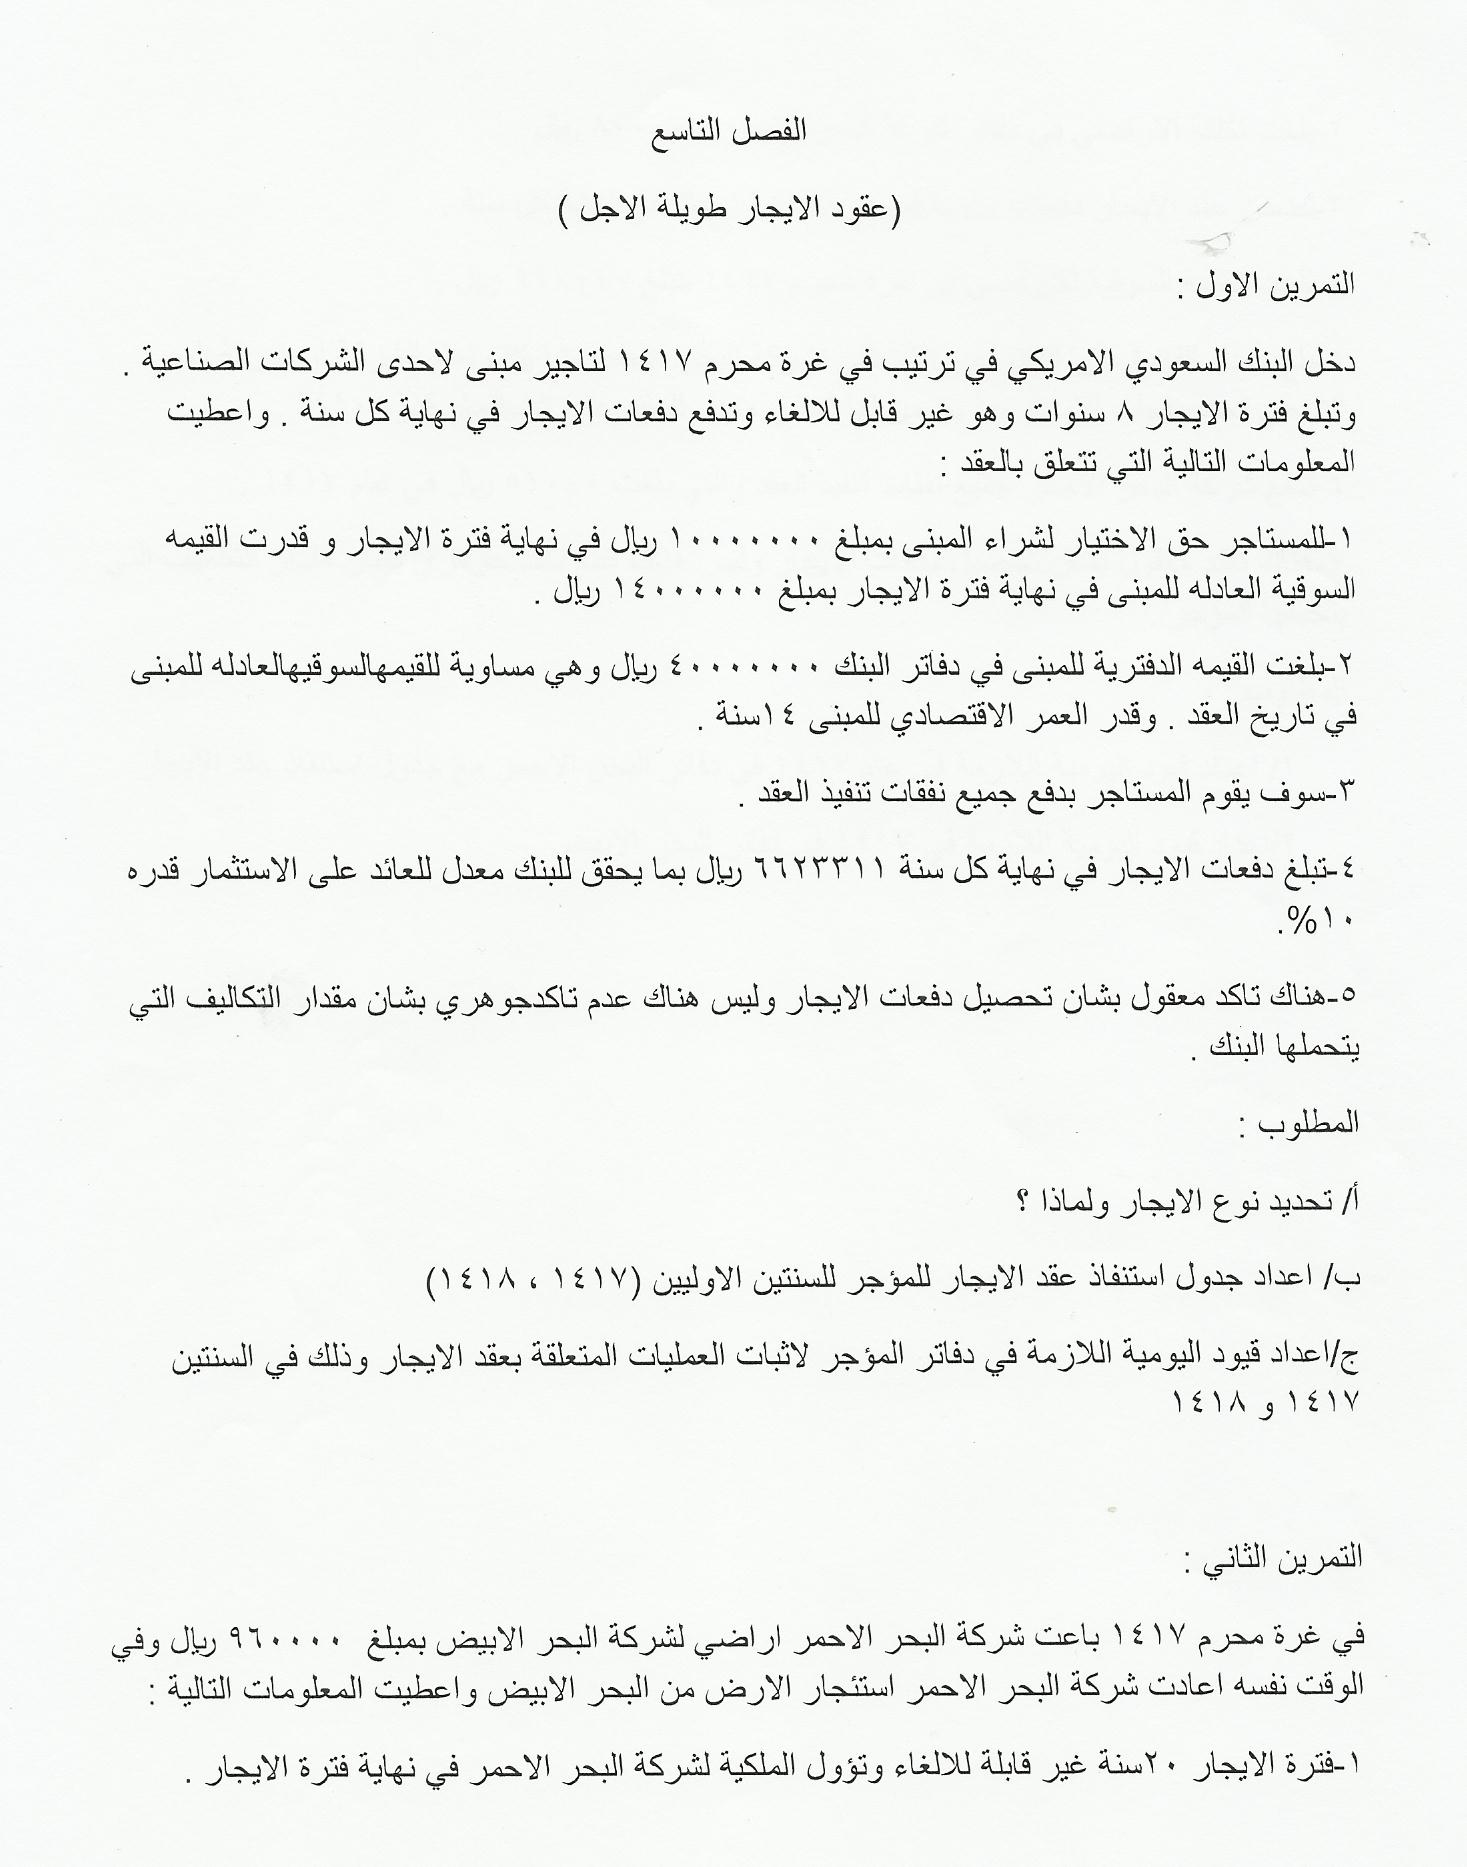 الفصل التاسع
(عقود الايجار طويلة الاجل )
التمرين الاول :
دخل البنك السعودي الامريكي في ترتيب في غرة محرم ١٤١٧ لتاجير مبنى لاحدى الشركات الصناعية .
وتبلغ فترة الايجار ٨ سنوات وهو غير قابل للالغاء وتدفع دفعات الايجار في نهاية كل سنة . واعطيت
المعلومات التالية التي تتعلق بالعقد :
١-للمستاجر حق الاختيار لشراء المبنى بمبلغ ١٠٠٠٠٠٠٠ ريال في نهاية فترة الايجار و قدرت القيمه
السوقية العادله للمبنى في نهاية فترة الايجار بمبلغ ١٤٠٠٠٠٠٠ ريال .
٢-بلغت القيمه الدفترية للمبنى في دفاتر البنك ٤٠٠٠٠٠٠٠ ريال وهي مساوية للقيمهالسوقيهالعادله للمبنى
في تاريخ العقد . وقدر العمر الاقتصادي للمبنى ١٤سنة .
٣-سوف يقوم المستاجر بدفع جميع نفقات تنفيذ العقد .
٤-تبلغ دفعات الايجار في نهاية كل سنة ٦٦٢٣٣١١ ريال بما يحقق للبنك معدل للعائد على الاستثمار قدره
١٠%.
٥-هناك تاكد معقول بشان تحصيل دفعات الايجار وليس هناك عدم تاكدجوهري بشان مقدار التكاليف التي
يتحملها البنك .
المطلوب :
أ/ تحديد نوع الايجار ولماذا ؟
ب/ اعداد جدول استنفاذ عقد الايجار للمؤجر للسنتين الاوليين (١٤١٧ ، ١٤١٨)
ج/اعداد قيود اليومية اللازمة في دفاتر المؤجر لاثبات العمليات المتعلقة بعقد الايجار وذلك في السنتين
١٤١٧ و ١٤١٨
التمرين الثاني :
في غرة محرم ١٤١٧ باعت شركة البحر الاحمر اراضي لشركة البحر الابيض بمبلغ ٩٦٠٠٠٠ ريال وفي
الوقت نفسه اعادت شركة البحر الاحمر استئجار الارض من البحر الابيض واعطيت المعلومات التالية :
١-فترة الايجار ٢٠سنة غير قابلة للالغاء وتؤول الملكية لشركة البحر الاحمر في نهاية فترة الايجار .